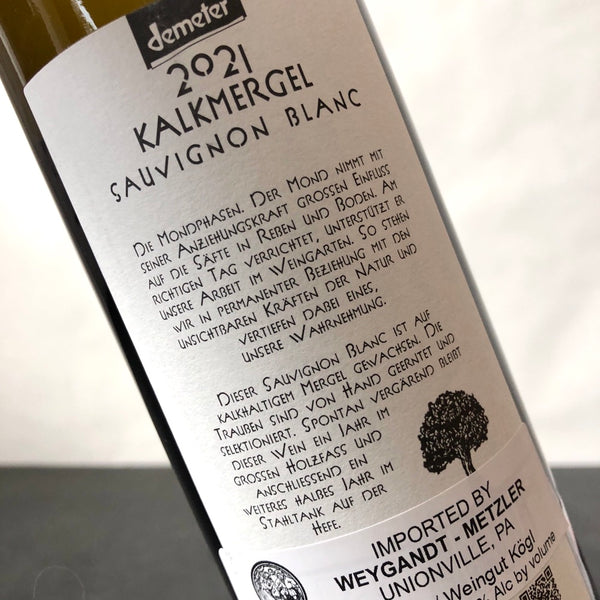 demeter
2021
KALKMERGEL
SAUVIGNON BLANC
DIE MONDPHASEN. DER MOND NIMMT MIT
SEINER ANZIEHUNGSKRAFT GROSSEN EINFLUSS
AUF DIE SÄFTE IN REBEN UND BODEN. AM
RICHTIGEN TAG VERRICHTET, UNTERSTÜTZT ER
UNSERE ARBEIT IM WEINGARTEN. SO STEHEN
WIR IN PERMANENTER BEZIEHUNG MIT DEN
UNSICHTBAREN KRÄFTEN DER NATUR UND
VERTIEFEN DABEI EINES,
UNSERE WAHRNEHMUNG.
DIESER SAUVIGNON BLANC IST AUF
KALKHALTIGEM MERGEL GEWACHSEN. DIE
TRAUBEN SIND VON HAND GEERNTET UND
SELEKTIONIERT. SPONTAN VERGÄREND BLEIBT
DIESER WEIN EIN JAHR IM
GROSSEN HOLZFASS UND
ANSCHLIESSEND EIN
WEITERES HALBES JAHR IM
STAHLTANK AUF DER
HEFE.
IMPORTED BY
WEYGANDT - METZLER
UNIONVILLE, PA
Weingut Kögl
% Alc by volume